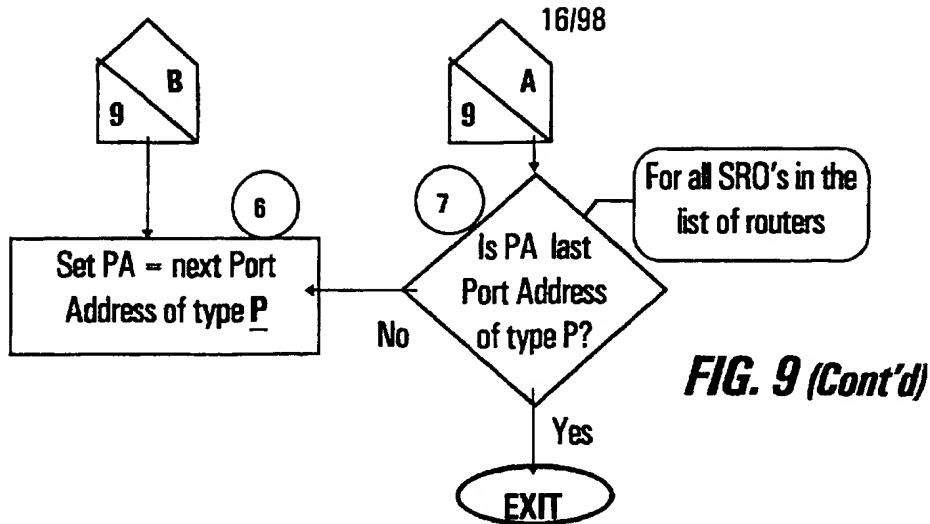 16/98
B
9
A
9
6
Set PA = next Port
Address of type P
7
Is PA last
Port Address
of type P?
For all SRO's in the
list of routers
No
Yes
EXIT
FIG. 9 (Cont'd)